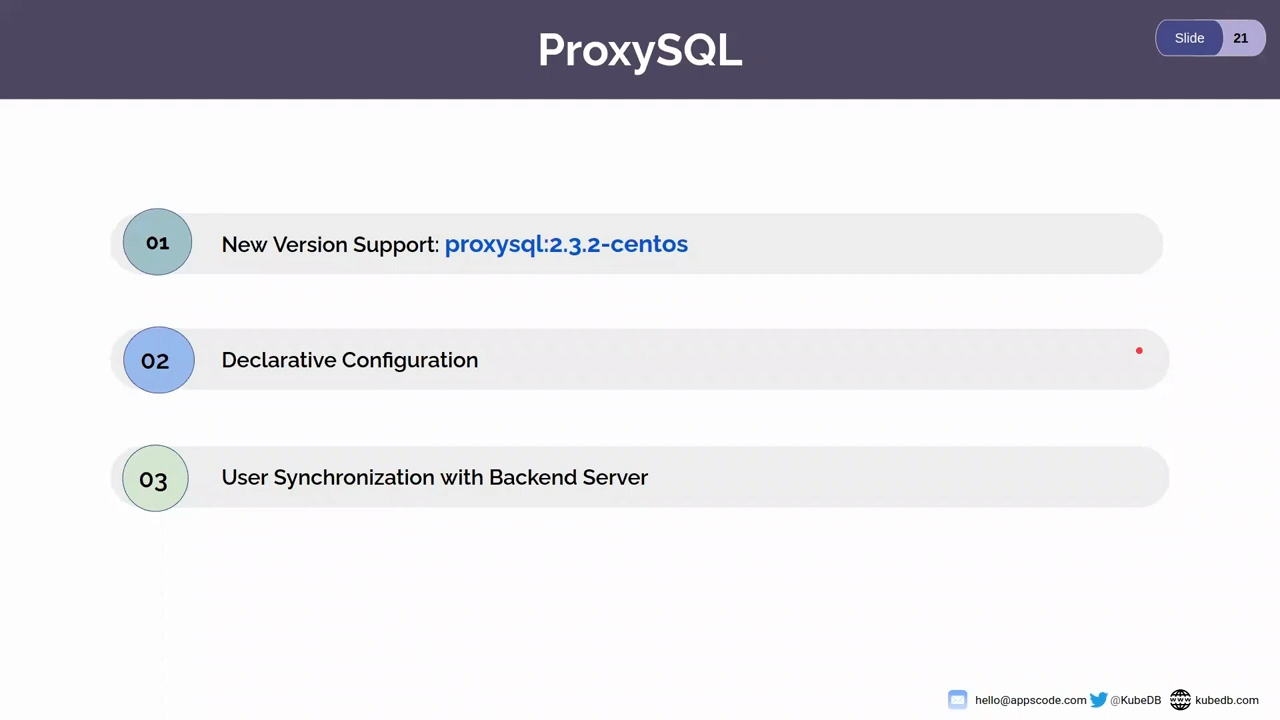 ProxySQL
Slide 21
01 New Version Support: proxysql:2.3.2-centos
02 Declarative Configuration
03 User Synchronization with Backend Server
hello@appscode.com @KubeDB www kubedb.com